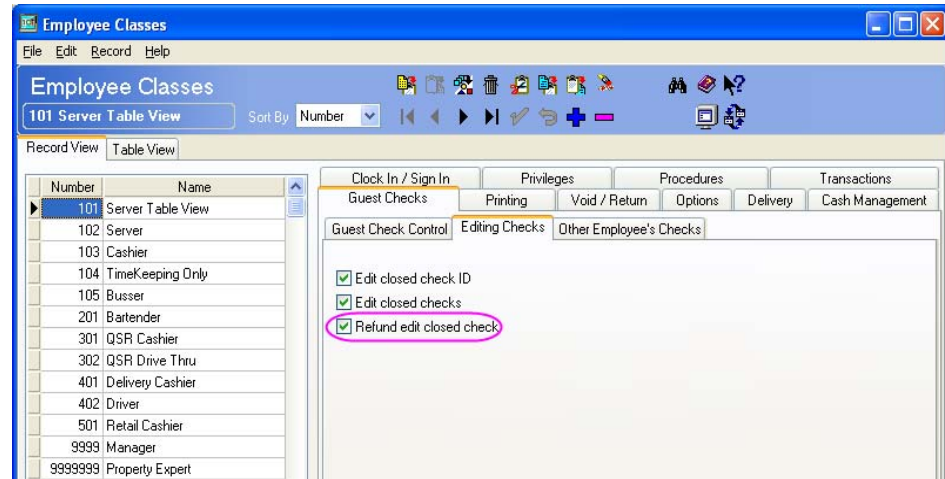 Employee Classes
File Edit Record Help
Employee Classes
101 Server Table View Sort By Number
Record View Table View
Number Name
101 Server Table View
102 Server
103 Cashier
104 TimeKeeping Only
105 Busser
201 Bartender
301 QSR Cashier
302 QSR Drive Thru
401 Delivery Cashier
402 Driver
501 Retail Cashier
9999 Manager
9999999 Property Expert
Clock In / Sign In Privileges Procedures Transactions
Guest Checks Printing Void / Return Options Delivery Cash Management
Guest Check Control Editing Checks Other Employee's Checks
Edit closed check ID
Edit closed checks
Refund edit closed check